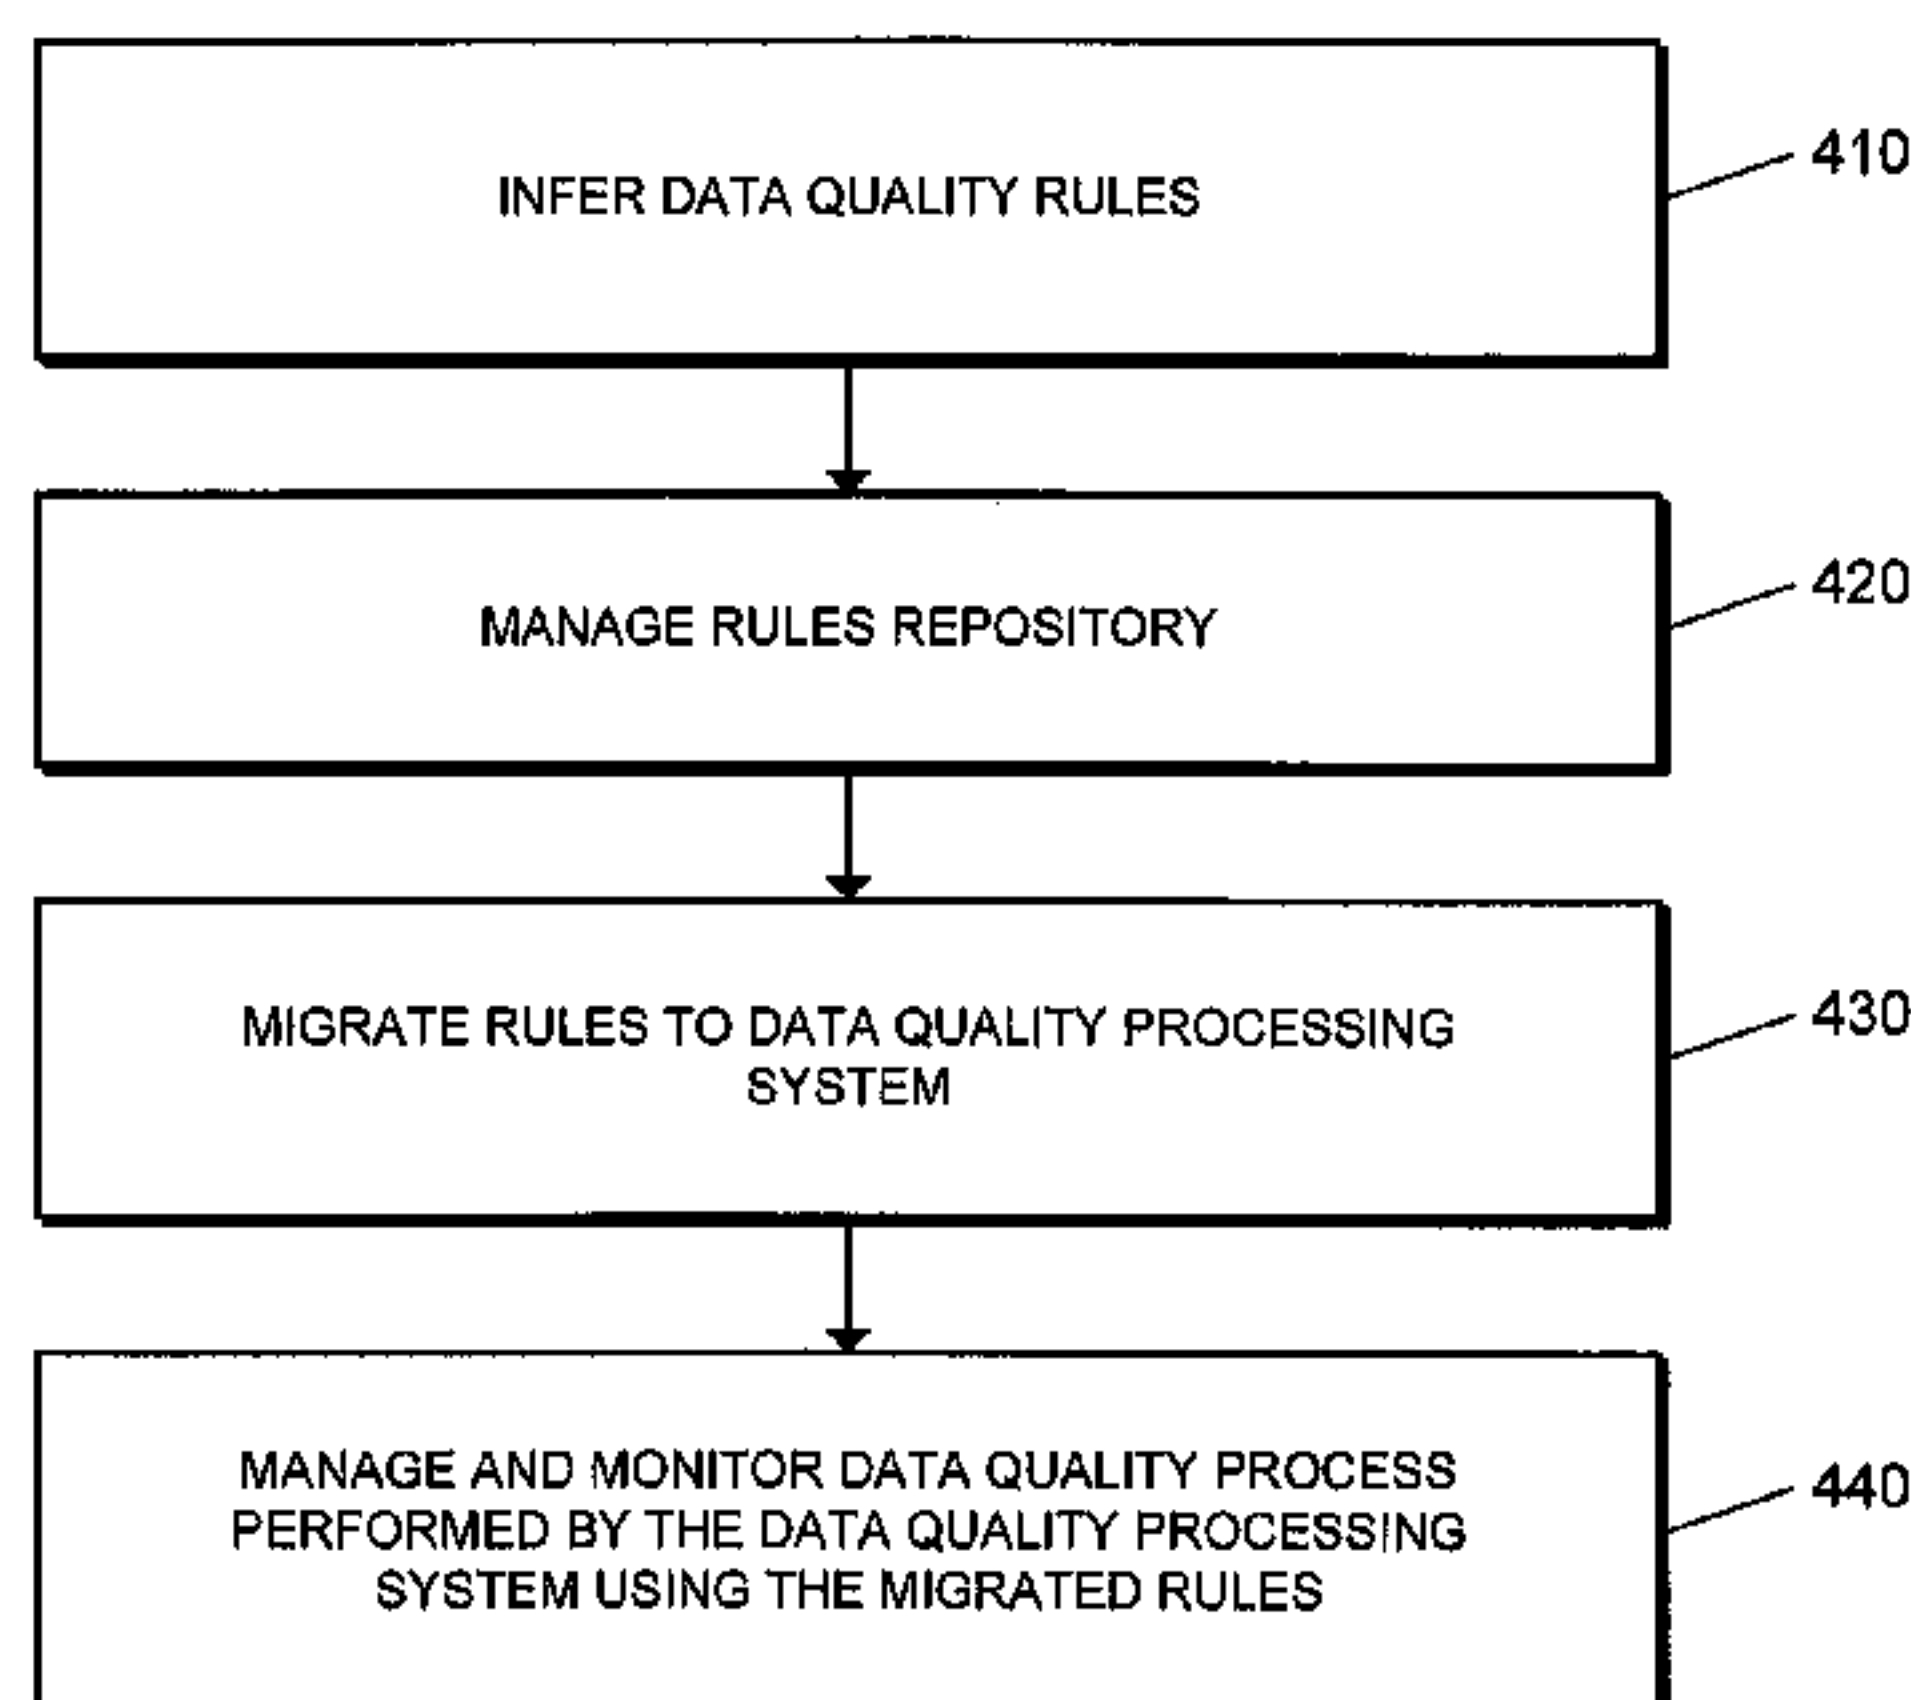 INFER DATA QUALITY RULES
410
MANAGE RULES REPOSITORY
420
MIGRATE RULES TO DATA QUALITY PROCESSING
SYSTEM
430
MANAGE AND MONITOR DATA QUALITY PROCESS
PERFORMED BY THE DATA QUALITY PROCESSING
SYSTEM USING THE MIGRATED RULES
440